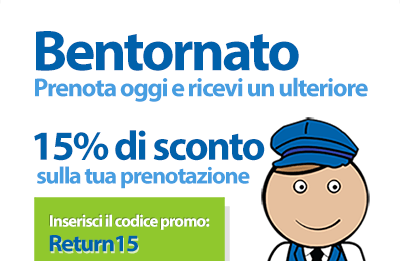 Bentornato
Prenota oggi e ricevi un ulteriore
15% di sconto
sulla tua prenotazione
Inserisci il codice promo:
Return15